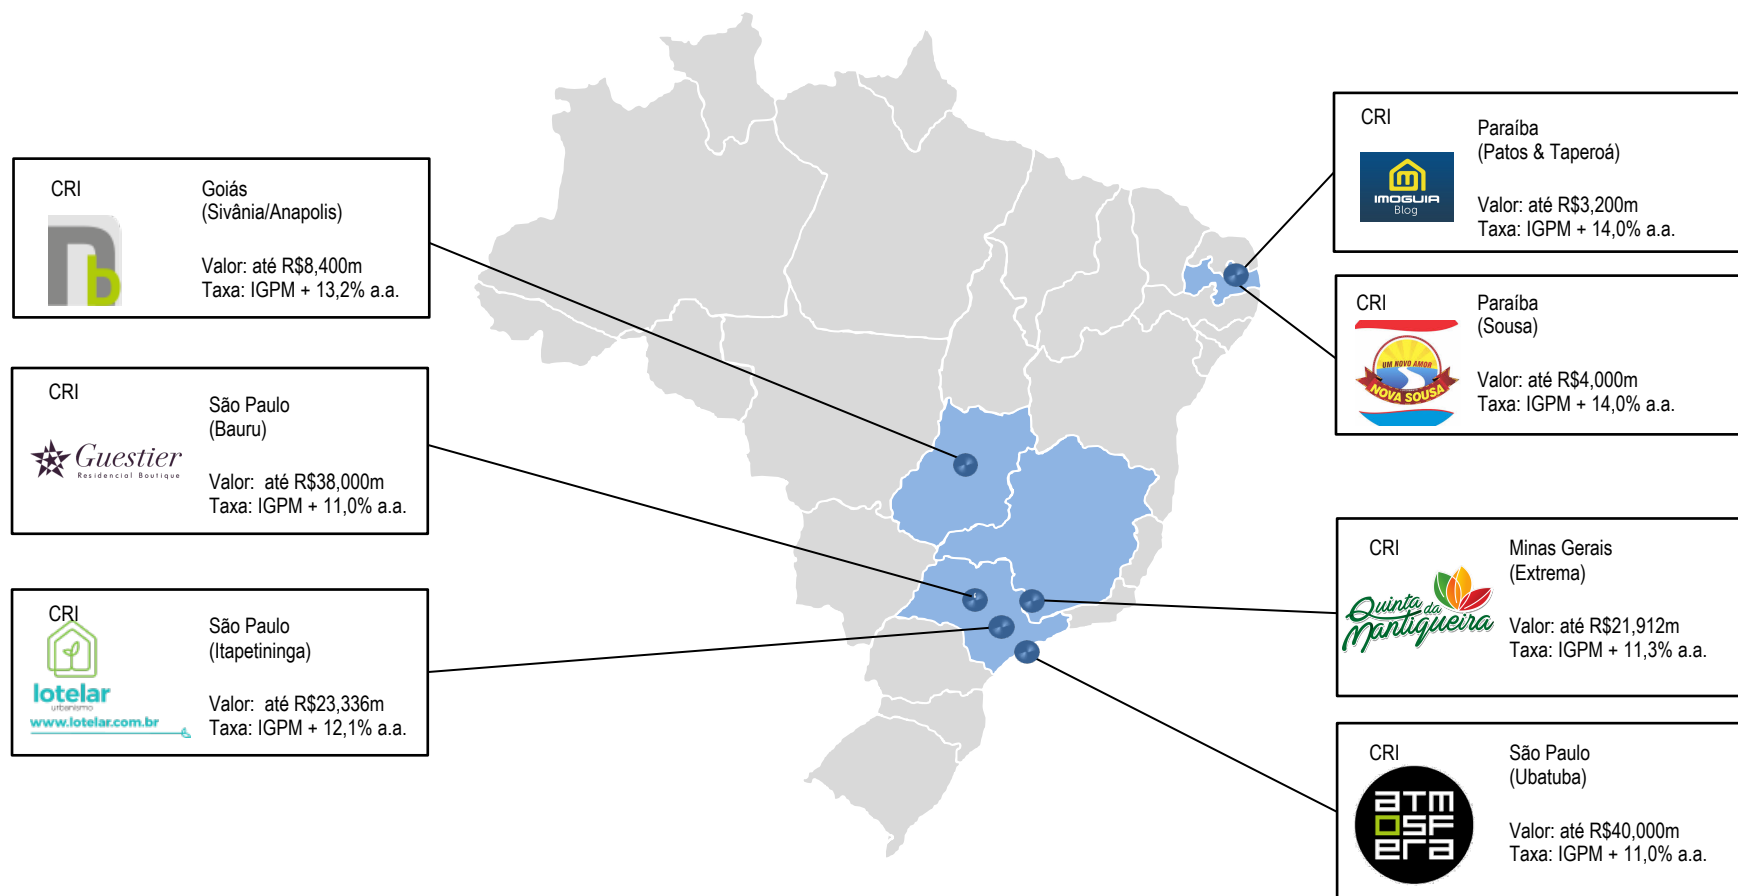 CRI
Goiás
(Sivânia/Anapolis)
nb
Valor: até R$8,400m
Taxa: IGPM + 13,2% a.a.
CRI
São Paulo
(Bauru)
Guestier
Residencial Boutique
Valor:  até R$38,000m
Taxa: IGPM + 11,0% a.a.
CRI
São Paulo
(Itapetininga)
lotelar
urbanismo
www.lotelar.com.br
Valor:  até R$23,336m
Taxa: IGPM + 12,1% a.a.
CRI
Paraíba
(Patos & Taperoá)
IMOGUIA
Blog
Valor: até R$3,200m
Taxa: IGPM + 14,0% a.a.
CRI
Paraíba
(Sousa)
UM NOVO AMOR
NOVA SOUSA
Valor: até R$4,000m
Taxa: IGPM + 14,0% a.a.
CRI
Minas Gerais
(Extrema)
Quinta da
Mantiqueira
Valor: até R$21,912m
Taxa: IGPM + 11,3% a.a.
CRI
São Paulo
(Ubatuba)
aTM
OSF
era
Valor: até R$40,000m
Taxa: IGPM + 11,0% a.a.